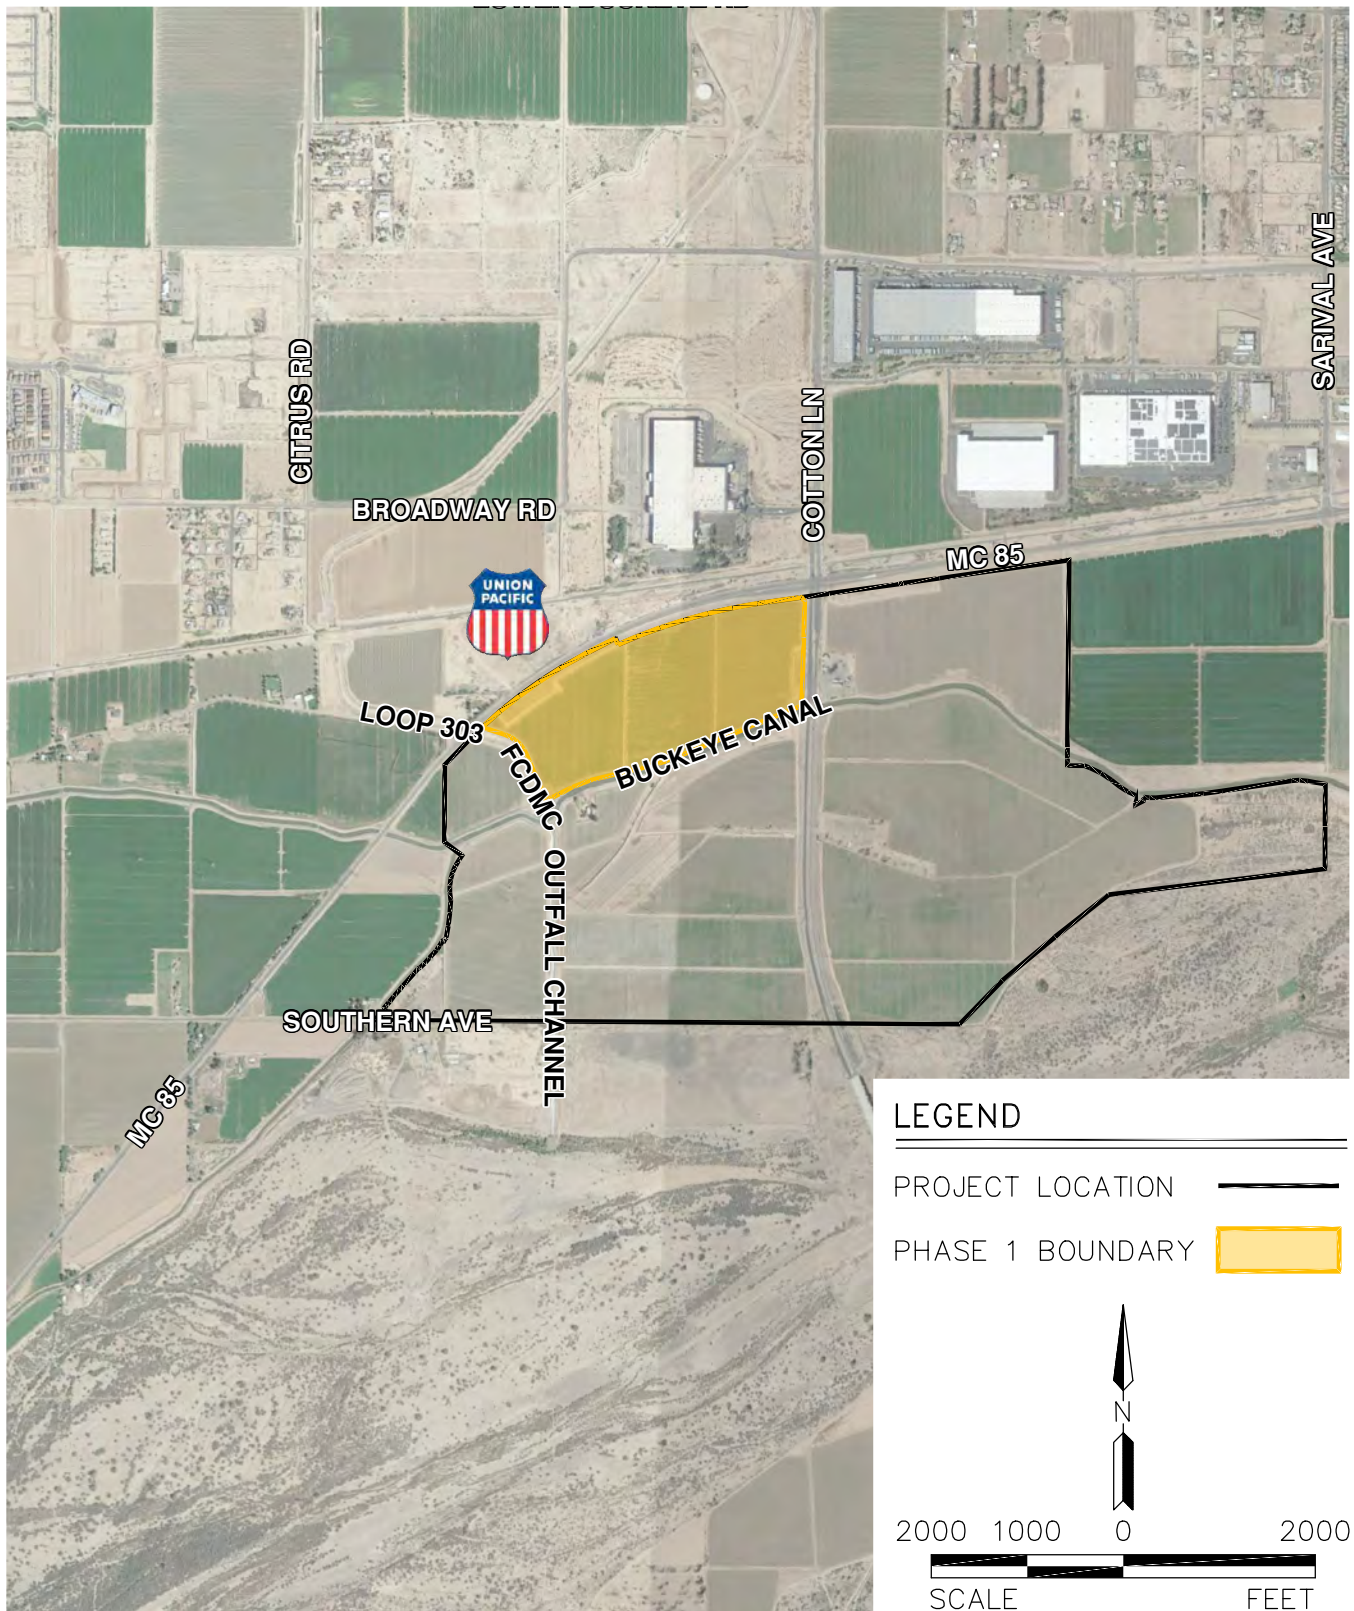 SARIVAL AVE
CITRUS RD
COTTON LN
BROADWAY RD
MC 85
UNION
PACIFIC
LOOP 303
FCDMC OUTFALL CHANNEL
BUCKEYE CANAL
SOUTHERN AVE
MC 85
LEGEND
PROJECT LOCATION
PHASE 1 BOUNDARY
N
2000 1000 0 2000
SCALE FEET